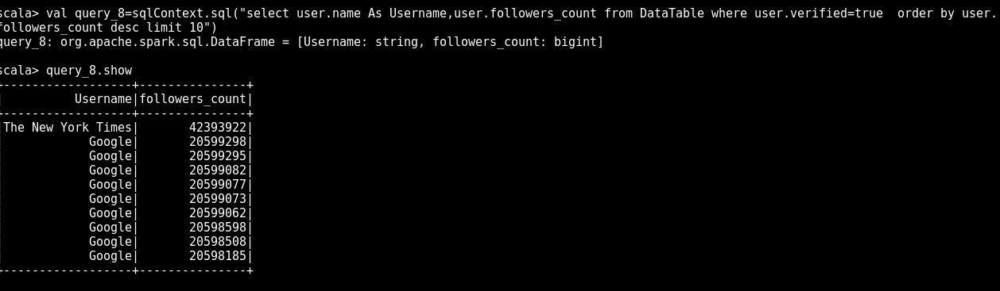 scala> val query_8=sqlContext.sql("select user.name As Username,user.followers_count from DataTable where user.verified=true  order by user.
followers_count desc limit 10")
query_8: org.apache.spark.sql.DataFrame = [Username: string, followers_count: bigint]
scala> query_8.show
+------------------+---------------+
|          Username|followers_count|
+------------------+---------------+
|The New York Times|       42393922|
|            Google|       20599298|
|            Google|       20599295|
|            Google|       20599082|
|            Google|       20599077|
|            Google|       20599073|
|            Google|       20599062|
|            Google|       20598598|
|            Google|       20598508|
|            Google|       20598185|
+------------------+---------------+